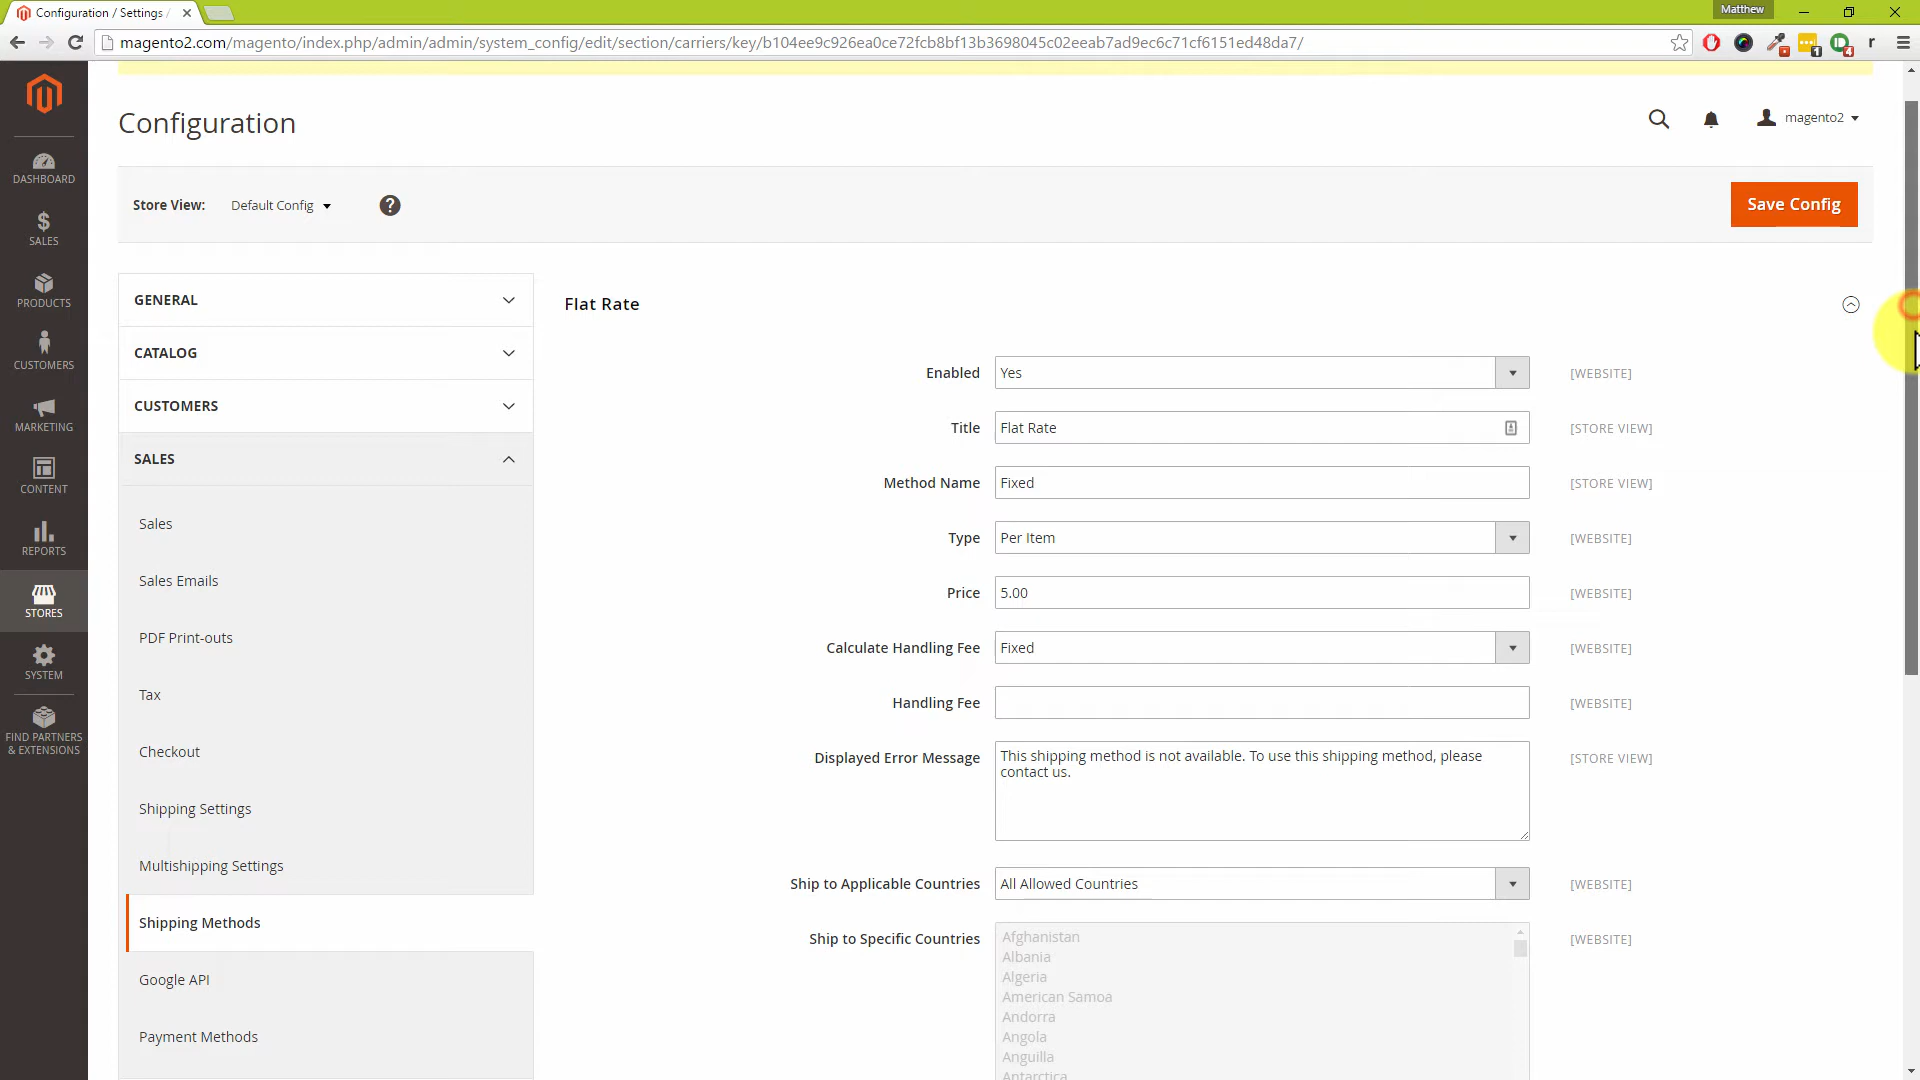 Configuration / Settings /
Matthew
magento2.com/magento/index.php/admin/admin/system_config/edit/section/carriers/key/b104ee9c926ea0ce72fcb8bf13b3698045c02eeab7ad9ec6c71cf6151ed48da7/
1
4
r
Configuration
magento2
Store View: Default Config
?
Save Config
DASHBOARD
SALES
PRODUCTS
CUSTOMERS
MARKETING
CONTENT
REPORTS
STORES
SYSTEM
FIND PARTNERS
& EXTENSIONS
GENERAL
CATALOG
CUSTOMERS
SALES
Sales
Sales Emails
PDF Print-outs
Tax
Checkout
Shipping Settings
Multishipping Settings
Shipping Methods
Google API
Payment Methods
Flat Rate
Enabled Yes [WEBSITE]
Title Flat Rate [STORE VIEW]
Method Name Fixed [STORE VIEW]
Type Per Item [WEBSITE]
Price 5.00 [WEBSITE]
Calculate Handling Fee Fixed [WEBSITE]
Handling Fee [WEBSITE]
Displayed Error Message This shipping method is not available. To use this shipping method, please [STORE VIEW]
contact us.
Ship to Applicable Countries All Allowed Countries [WEBSITE]
Ship to Specific Countries Afghanistan [WEBSITE]
Albania
Algeria
American Samoa
Andorra
Angola
Anguilla
Antarctica